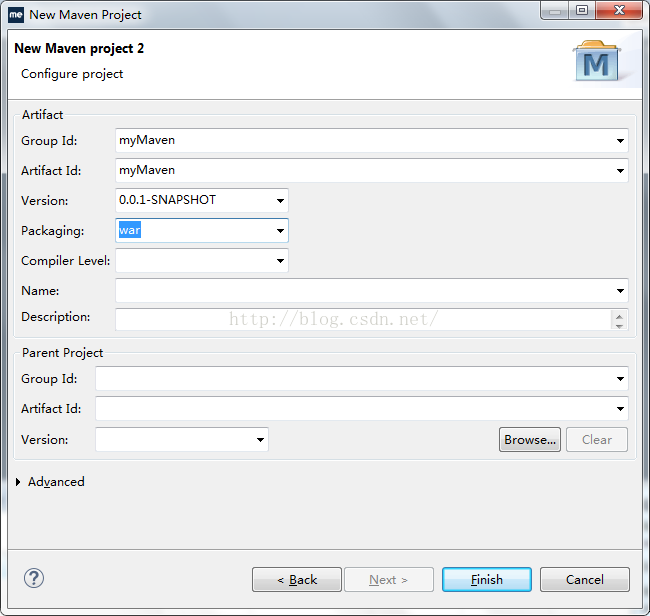 me New Maven Project
New Maven project 2
Configure project
M
Artifact
Group Id: myMaven
Artifact Id: myMaven
Version: 0.0.1-SNAPSHOT
Packaging: war
Compiler Level:
Name:
Description:
http://blog.csdn.net/
Parent Project
Group Id:
Artifact Id:
Version: Browse... Clear
Advanced
? < Back Next > Finish Cancel